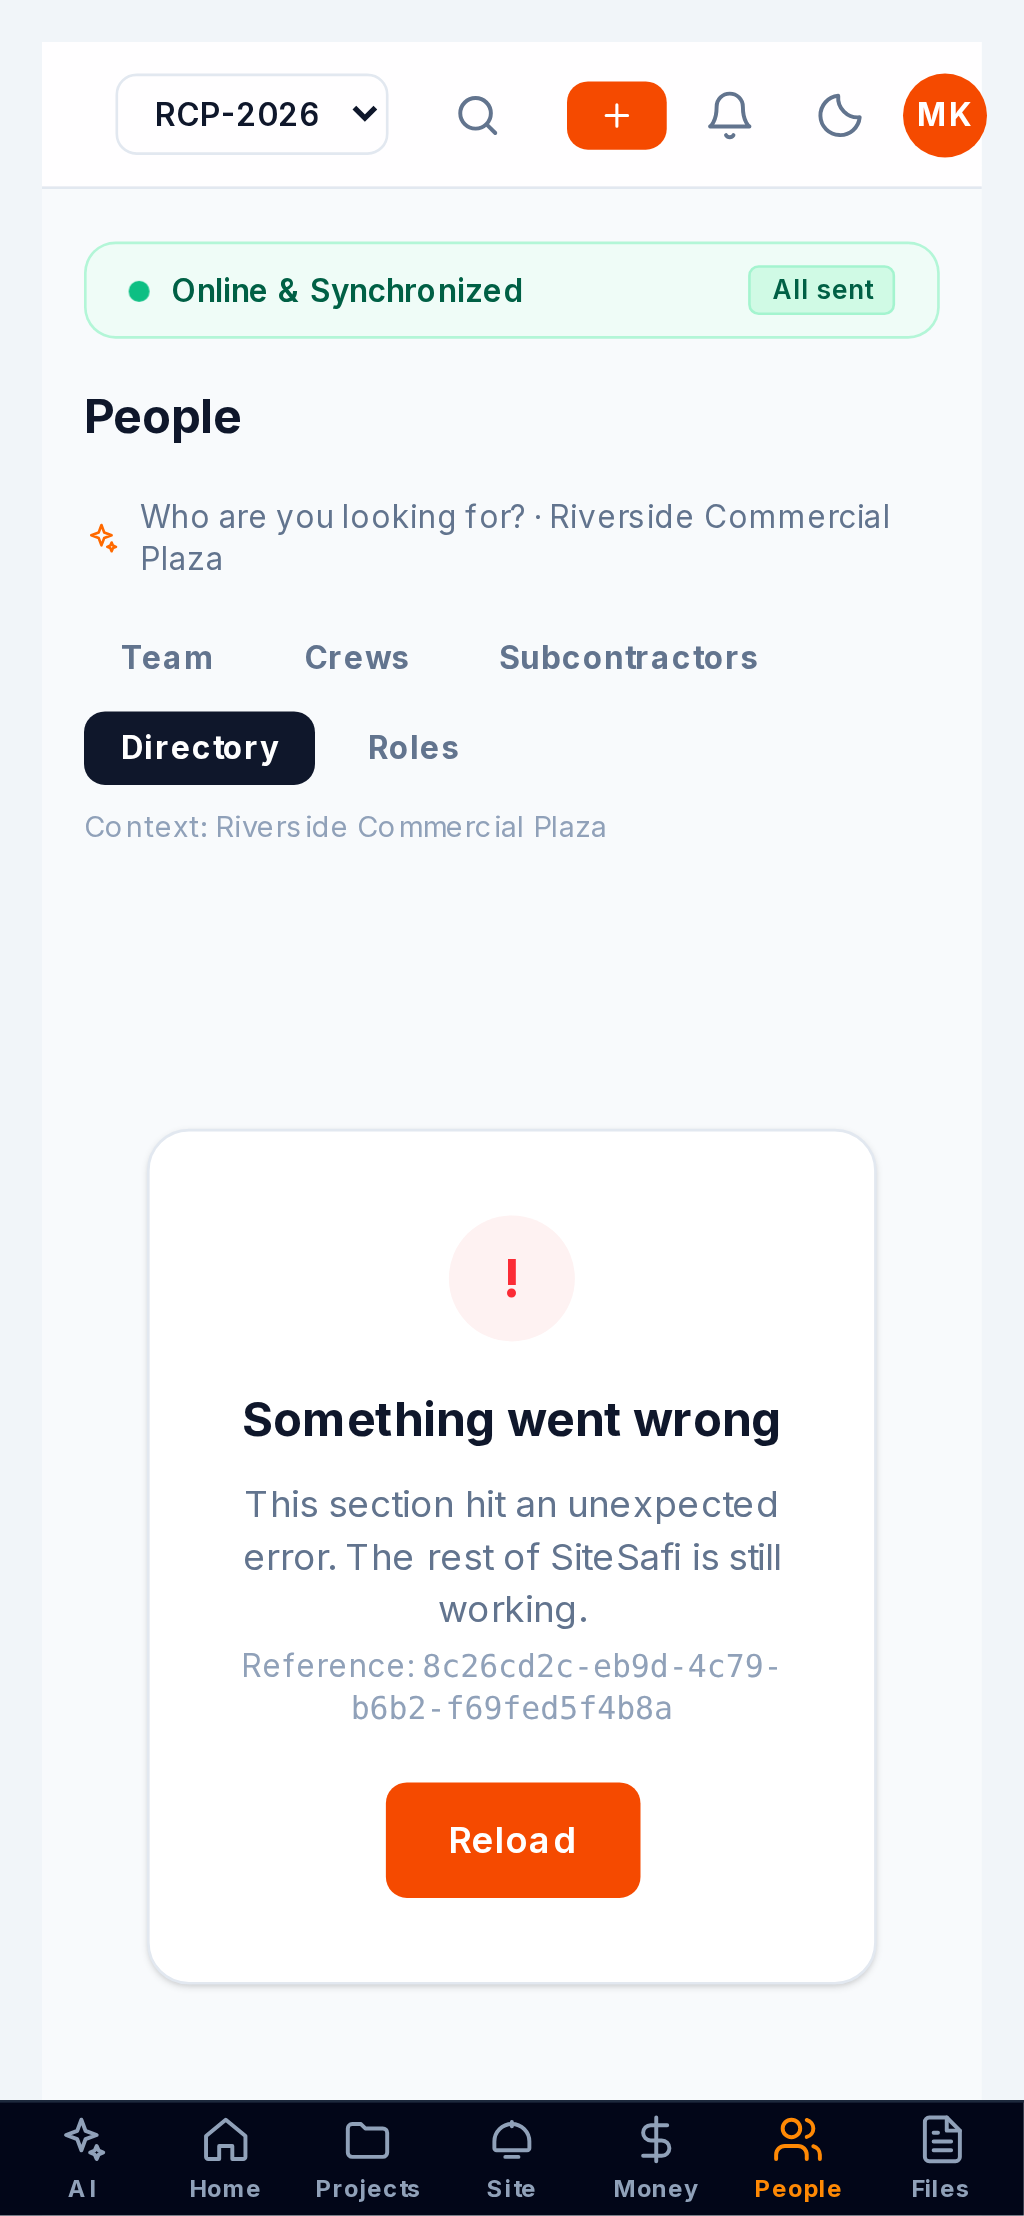 RCP-2026
MK
Online & Synchronized
All sent
People
Who are you looking for? · Riverside Commercial
Plaza
Team Crews Subcontractors
Directory Roles
Context: Riverside Commercial Plaza
!
Something went wrong
This section hit an unexpected
error. The rest of SiteSafi is still
working.
Reference: 8c26cd2c-eb9d-4c79-
b6b2-f69fed5f4b8a
Reload
AI Home Projects Site Money People Files